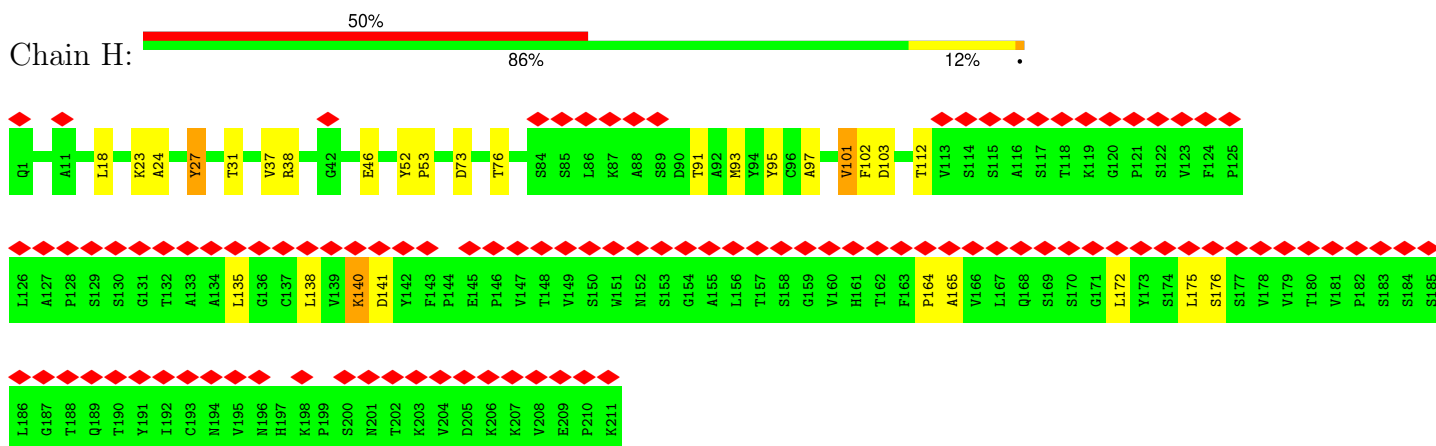 50%
Chain H:
86% 12% •
Q1 A11 L18 K23 A24 Y27 T31 V37 R38 G42 E46 Y52 P53 D73 T76 S84 S85 L86 K87 A88 S89 D90 T91 A92 M93 Y94 Y95 C96 A97 V101 F102 D103 T112 V113 S114 S115 A116 S117 T118 K119 G120 P121 S122 V123 F124 P125
L126 A127 P128 S129 S130 G131 T132 A133 A134 L135 G136 C137 L138 V139 K140 D141 Y142 F143 P144 E145 P146 V147 T148 V149 S150 W151 N152 S153 G154 A155 L156 T157 S158 G159 V160 H161 T162 F163 P164 A165 V166 L167 Q168 S169 S170 G171 L172 Y173 S174 L175 S176 S177 V178 V179 T180 V181 P182 S183 S184 S185
L186 G187 T188 Q189 T190 Y191 I192 C193 N194 V195 N196 H197 K198 P199 S200 N201 T202 K203 V204 D205 K206 K207 V208 E209 P210 K211